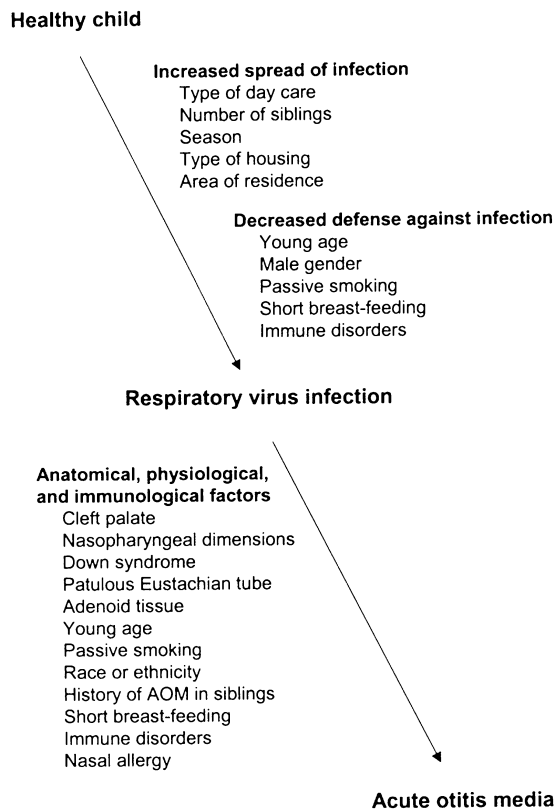 Healthy child
Increased spread of infection
Type of day care
Number of siblings
Season
Type of housing
Area of residence
Decreased defense against infection
Young age
Male gender
Passive smoking
Short breast-feeding
Immune disorders
Respiratory virus infection
Anatomical, physiological,
and immunological factors
Cleft palate
Nasopharyngeal dimensions
Down syndrome
Patulous Eustachian tube
Adenoid tissue
Young age
Passive smoking
Race or ethnicity
History of AOM in siblings
Short breast-feeding
Immune disorders
Nasal allergy
Acute otitis media